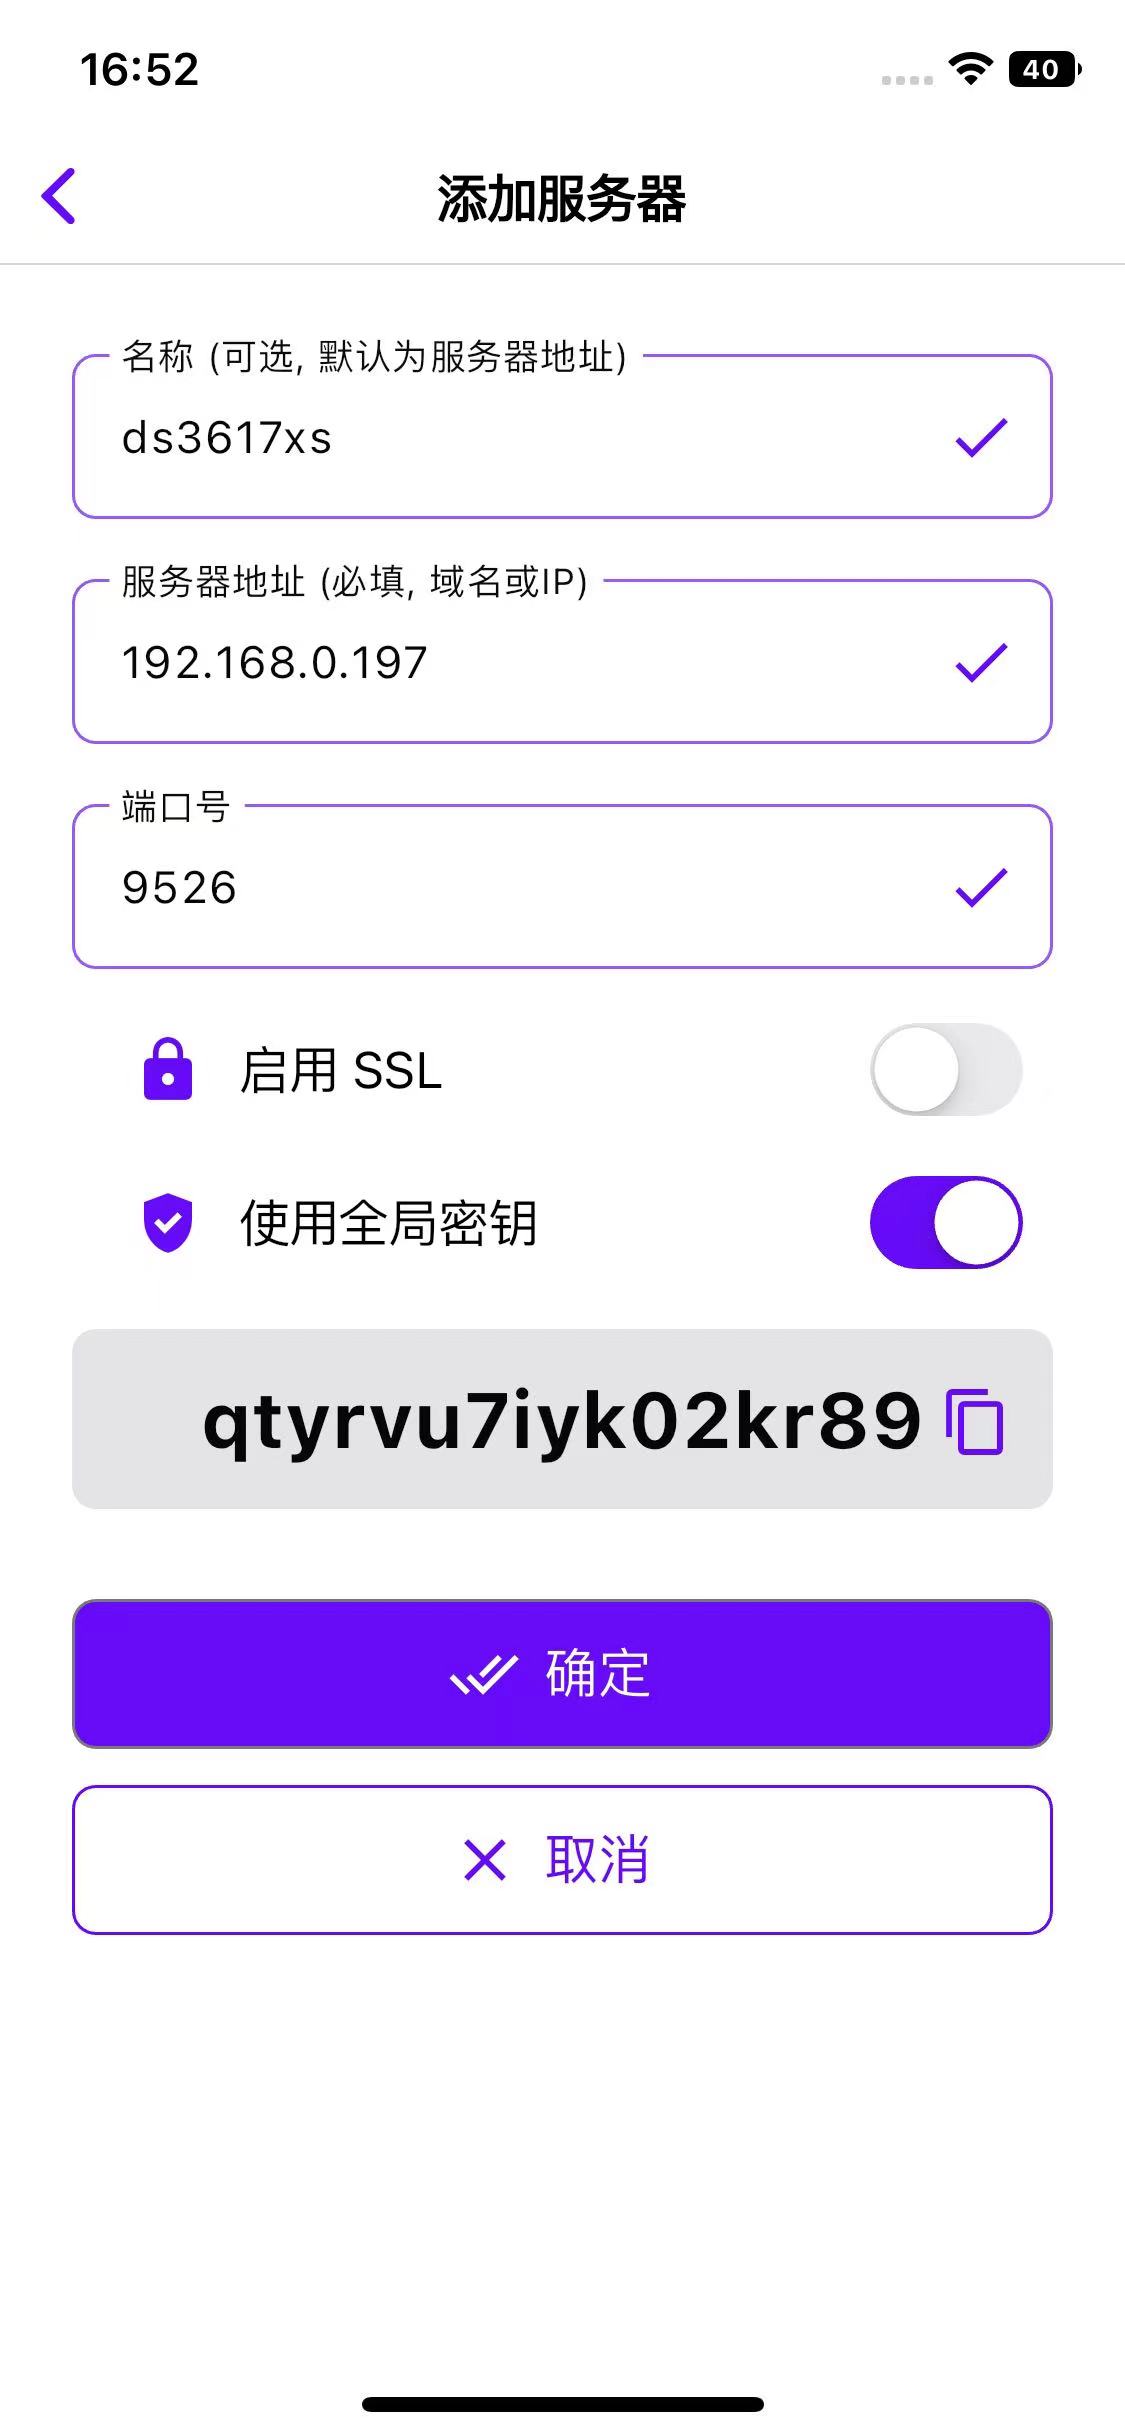 16:52
40
添加服务器
名称 (可选, 默认为服务器地址)
ds3617xs
服务器地址 (必填, 域名或IP)
192.168.0.197
端口号
9526
启用 SSL
使用全局密钥
qtyrvu7iyk02kr89
确定
取消